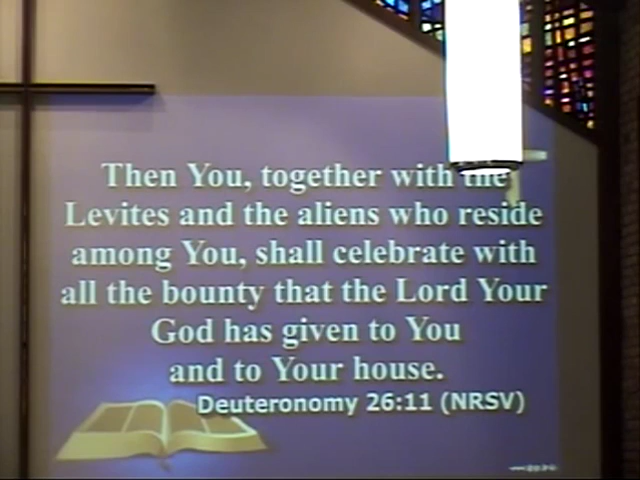 Then You, together with the
Levites and the aliens who reside
among You, shall celebrate with
all the bounty that the Lord Your
God has given to You
and to Your house.
Deuteronomy 26:11 (NRSV)